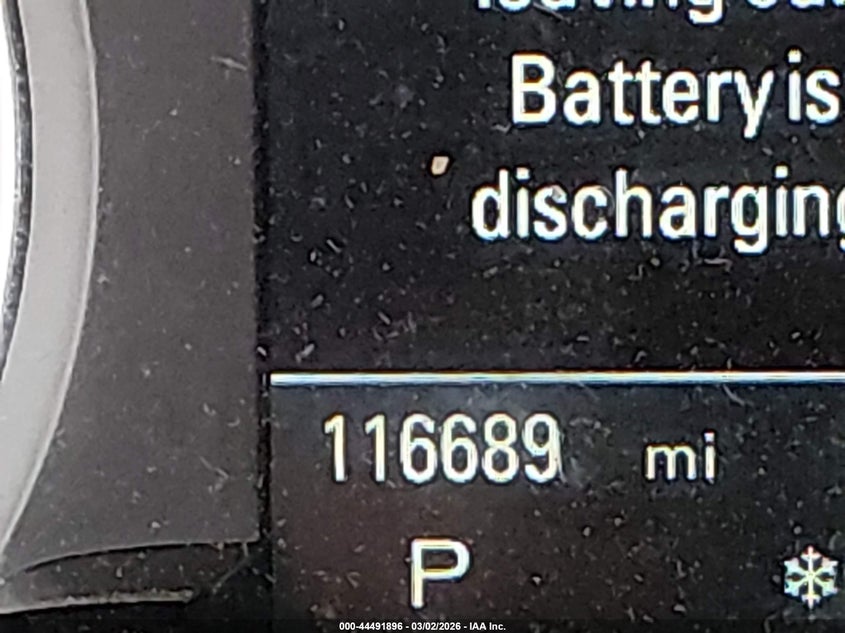 Battery is
discharging
116689 mi
P
000-44491896 - 03/02/2026 - IAA Inc.